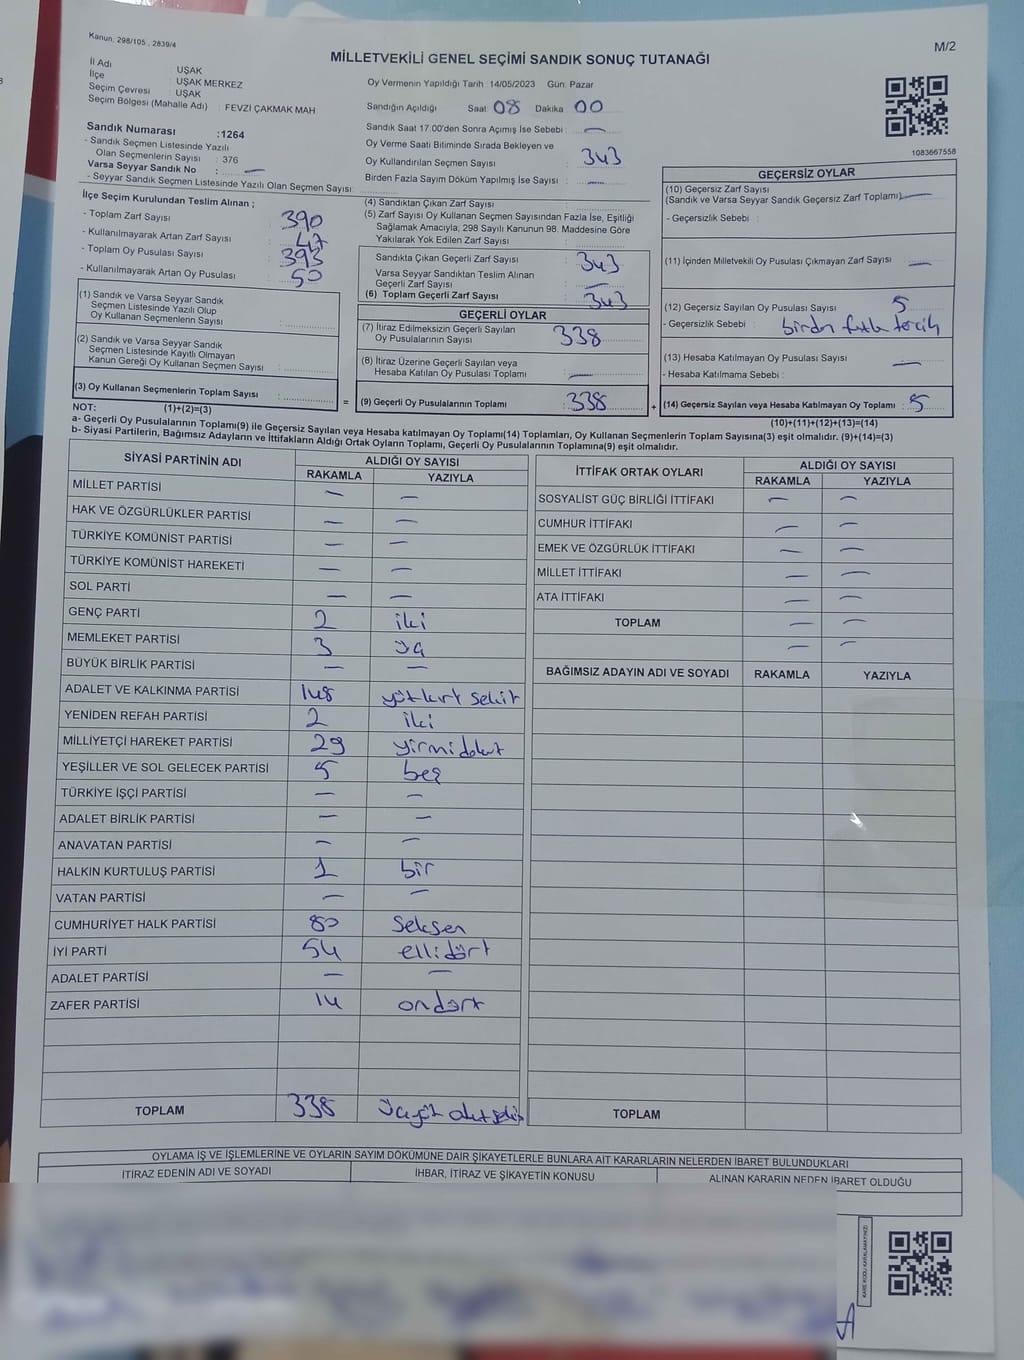 Kanun. 298/105 , 2839/4
M/2
MİLLETVEKİLİ GENEL SEÇİMİ SANDIK SONUÇ TUTANAĞI
İl Adı : UŞAK
İlçe : UŞAK MERKEZ
Seçim Çevresi : UŞAK
Seçim Bölgesi (Mahalle Adı) : FEVZİ ÇAKMAK MAH
Sandık Numarası :1264
- Sandık Seçmen Listesinde Yazılı
Olan Seçmenlerin Sayısı : 376
Varsa Seyyar Sandık No : —
- Seyyar Sandık Seçmen Listesinde Yazılı Olan Seçmen Sayısı:
Oy Vermenin Yapıldığı Tarih 14/05/2023 Gün: Pazar
Sandığın Açıldığı Saat 08 Dakika 00
Sandık Saat 17.00'den Sonra Açımış İse Sebebi : —
Oy Verme Saati Bitiminde Sırada Bekleyen ve
Oy Kullandırılan Seçmen Sayısı : 343
Birden Fazla Sayım Döküm Yapılmış İse Sayısı : —
1083667558
İlçe Seçim Kurulundan Teslim Alınan ;
- Toplam Zarf Sayısı : 390
- Kullanılmayarak Artan Zarf Sayısı : 47
- Toplam Oy Pusulası Sayısı : 393
- Kullanılmayarak Artan Oy Pusulası : 50
(1) Sandık ve Varsa Seyyar Sandık
Seçmen Listesinde Yazılı Olup
Oy Kullanan Seçmenlerin Sayısı :
(2) Sandık ve Varsa Seyyar Sandık
Seçmen Listesinde Kayıtlı Olmayan
Kanun Gereği Oy Kullanan Seçmen Sayısı :
(3) Oy Kullanan Seçmenlerin Toplam Sayısı :
(1)+(2)=(3)
(4) Sandıktan Çıkan Zarf Sayısı :
(5) Zarf Sayısı Oy Kullanan Seçmen Sayısından Fazla İse, Eşitliği
Sağlamak Amacıyla, 298 Sayılı Kanunun 98. Maddesine Göre
Yakılarak Yok Edilen Zarf Sayısı :
Sandıkta Çıkan Geçerli Zarf Sayısı : 343
Varsa Seyyar Sandıktan Teslim Alınan
Geçerli Zarf Sayısı : —
(6) Toplam Geçerli Zarf Sayısı : 343
GEÇERLİ OYLAR
(7) İtiraz Edilmeksizin Geçerli Sayılan
Oy Pusulalarının Sayısı : 338
(8) İtiraz Üzerine Geçerli Sayılan veya
Hesaba Katılan Oy Pusulası Toplamı : —
= (9) Geçerli Oy Pusulalarının Toplamı : 338
GEÇERSİZ OYLAR
(10) Geçersiz Zarf Sayısı
(Sandık ve Varsa Seyyar Sandık Geçersiz Zarf Toplamı) —
- Geçersizlik Sebebi :
(11) İçinden Milletvekili Oy Pusulası Çıkmayan Zarf Sayısı : —
(12) Geçersiz Sayılan Oy Pusulası Sayısı : 5
- Geçersizlik Sebebi : birden fazla tercih
(13) Hesaba Katılmayan Oy Pusulası Sayısı : —
- Hesaba Katılmama Sebebi :
+ (14) Geçersiz Sayılan veya Hesaba Katılmayan Oy Toplamı : 5
(10)+(11)+(12)+(13)=(14)
NOT:
a- Geçerli Oy Pusulalarının Toplamı(9) ile Geçersiz Sayılan veya Hesaba katılmayan Oy Toplamı(14) Toplamları, Oy Kullanan Seçmenlerin Toplam Sayısına(3) eşit olmalıdır. (9)+(14)=(3)
b- Siyasi Partilerin, Bağımsız Adayların ve İttifakların Aldığı Ortak Oyların Toplamı, Geçerli Oy Pusulalarının Toplamına(9) eşit olmalıdır.
SİYASİ PARTİNİN ADI ALDIĞI OY SAYISI
RAKAMLA YAZIYLA
MİLLET PARTİSİ — —
HAK VE ÖZGÜRLÜKLER PARTİSİ — —
TÜRKİYE KOMÜNİST PARTİSİ — —
TÜRKİYE KOMÜNİST HAREKETİ — —
SOL PARTİ — —
GENÇ PARTİ 2 iki
MEMLEKET PARTİSİ 3 üç
BÜYÜK BİRLİK PARTİSİ — —
ADALET VE KALKINMA PARTİSİ 148 yüzkırk sekiz
YENİDEN REFAH PARTİSİ 2 iki
MİLLİYETÇİ HAREKET PARTİSİ 29 yirmidokuz
YEŞİLLER VE SOL GELECEK PARTİSİ 5 beş
TÜRKİYE İŞÇİ PARTİSİ — —
ADALET BİRLİK PARTİSİ — —
ANAVATAN PARTİSİ — —
HALKIN KURTULUŞ PARTİSİ 1 bir
VATAN PARTİSİ — —
CUMHURİYET HALK PARTİSİ 80 seksen
İYİ PARTİ 54 ellidört
ADALET PARTİSİ — —
ZAFER PARTİSİ 14 ondört
TOPLAM 338 üçyüz otuzsekiz
İTTİFAK ORTAK OYLARI ALDIĞI OY SAYISI
RAKAMLA YAZIYLA
SOSYALİST GÜÇ BİRLİĞİ İTTİFAKI — —
CUMHUR İTTİFAKI — —
EMEK VE ÖZGÜRLÜK İTTİFAKI — —
MİLLET İTTİFAKI — —
ATA İTTİFAKI — —
TOPLAM — —
— —
BAĞIMSIZ ADAYIN ADI VE SOYADI RAKAMLA YAZIYLA
TOPLAM
OYLAMA İŞ VE İŞLEMLERİNE VE OYLARIN SAYIM DÖKÜMÜNE DAİR ŞİKAYETLERLE BUNLARA AİT KARARLARIN NELERDEN İBARET BULUNDUKLARI
İTİRAZ EDENİN ADI VE SOYADI İHBAR, İTİRAZ VE ŞİKAYETİN KONUSU ALINAN KARARIN NEDEN İBARET OLDUĞU
KARE KODU KARALAMAYINIZ!